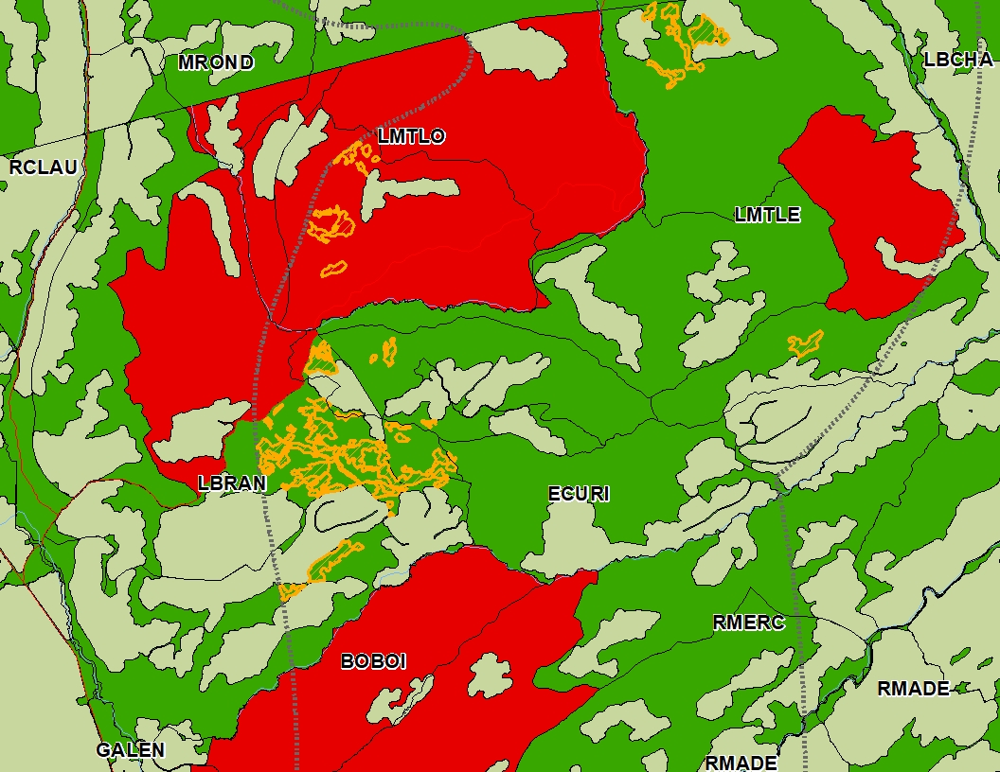 LBCHA
MROND
LMTLO
RCLAU
LMTLE
LBRAN
ECURI
RMERC
BOBOI
RMADE
GALEN
RMADE